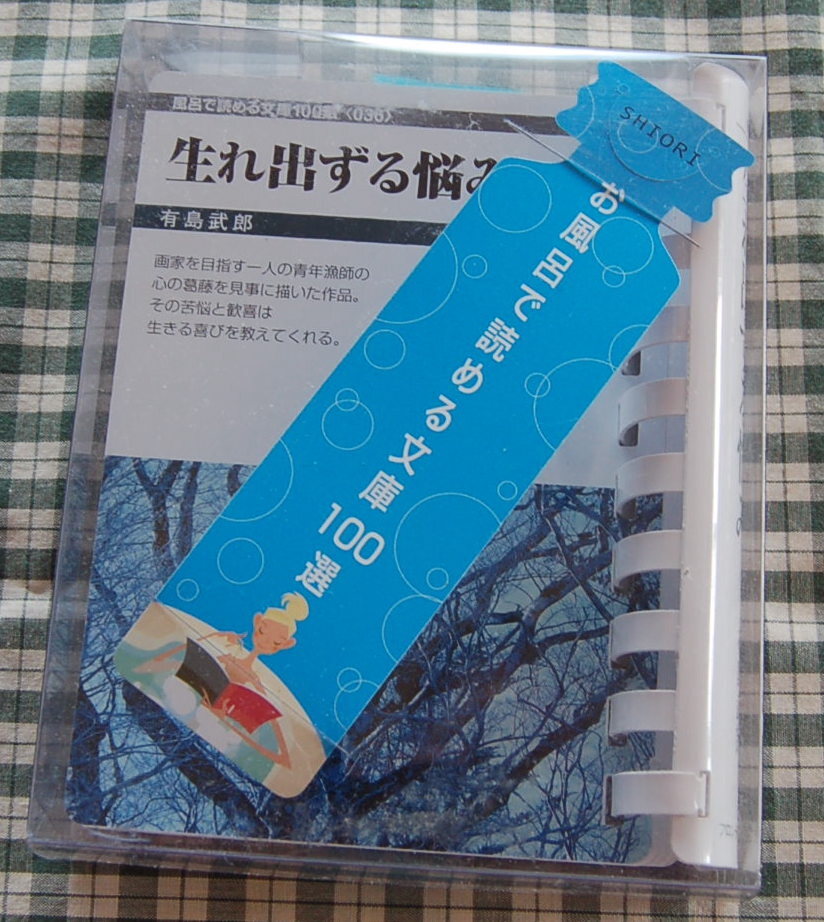 風呂で読める文庫100選〈036〉
生れ出ずる悩み
有島武郎
画家を目指す一人の青年漁師の
心の葛藤を見事に描いた作品。
その苦悩と歓喜は
生きる喜びを教えてくれる。
SHIORI
お風呂で読める文庫100選